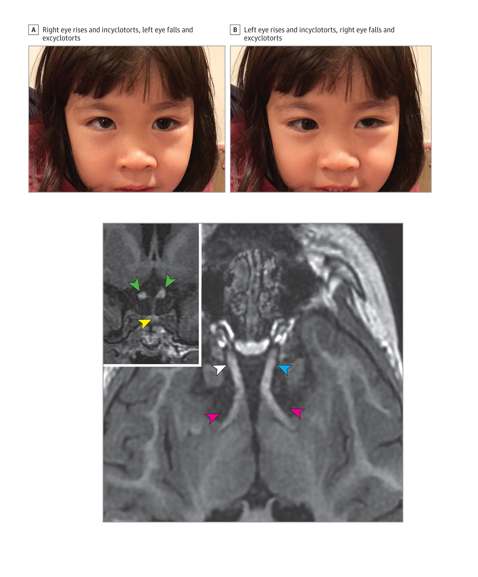 A Right eye rises and incyclotorts, left eye falls and
excyclotorts
B Left eye rises and incyclotorts, right eye falls and
excyclotorts